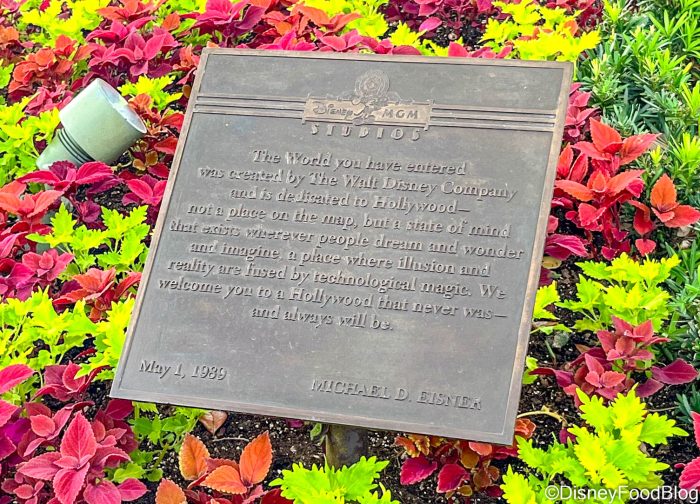 Disney MGM
STUDIOS
The World you have entered
was created by The Walt Disney Company
and is dedicated to Hollywood—
not a place on the map, but a state of mind
that exists wherever people dream and wonder
and imagine, a place where illusion and
reality are fused by technological magic. We
welcome you to a Hollywood that never was—
and always will be.
May 1, 1989
MICHAEL D. EISNER
©DisneyFoodBlog